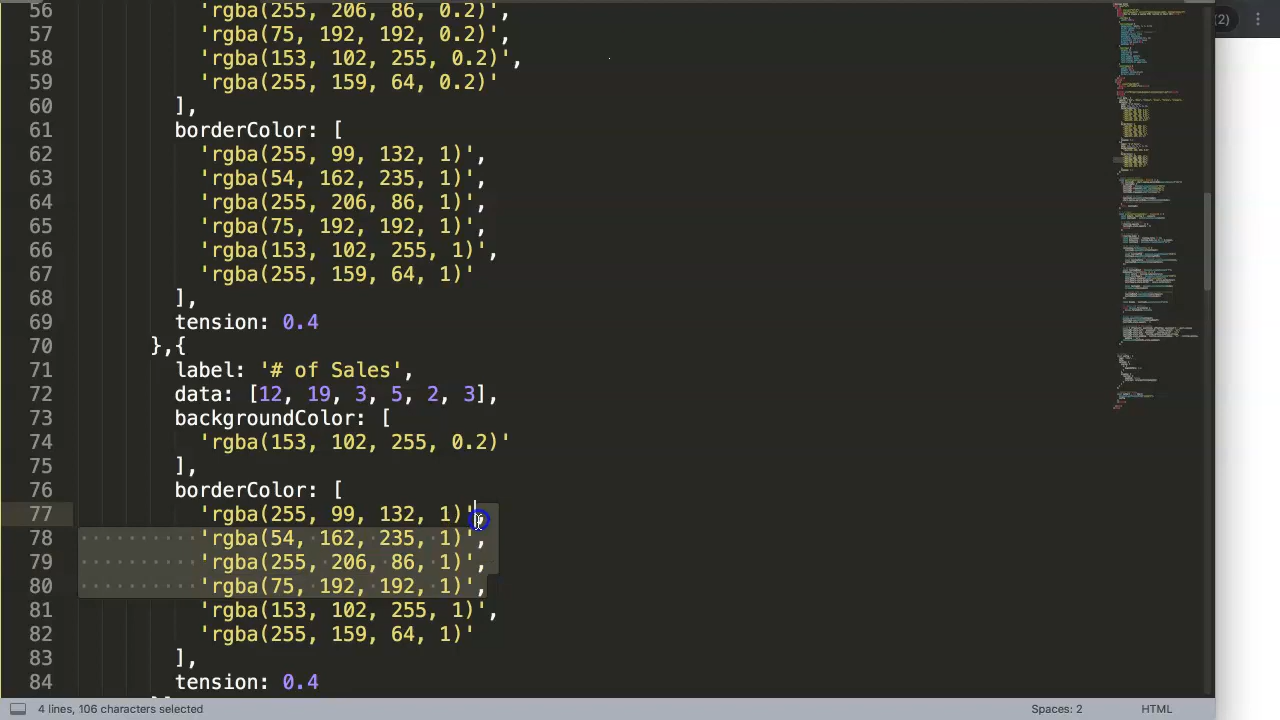 56 'rgba(255, 206, 86, 0.2)',
57 'rgba(75, 192, 192, 0.2)',
58 'rgba(153, 102, 255, 0.2)',
59 'rgba(255, 159, 64, 0.2)'
60 ],
61 borderColor: [
62 'rgba(255, 99, 132, 1)',
63 'rgba(54, 162, 235, 1)',
64 'rgba(255, 206, 86, 1)',
65 'rgba(75, 192, 192, 1)',
66 'rgba(153, 102, 255, 1)',
67 'rgba(255, 159, 64, 1)'
68 ],
69 tension: 0.4
70 },{
71 label: '# of Sales',
72 data: [12, 19, 3, 5, 2, 3],
73 backgroundColor: [
74 'rgba(153, 102, 255, 0.2)'
75 ],
76 borderColor: [
77 'rgba(255, 99, 132, 1)',
78 'rgba(54, 162, 235, 1)',
79 'rgba(255, 206, 86, 1)',
80 'rgba(75, 192, 192, 1)',
81 'rgba(153, 102, 255, 1)',
82 'rgba(255, 159, 64, 1)'
83 ],
84 tension: 0.4
4 lines, 106 characters selected
Spaces: 2
HTML
(2)